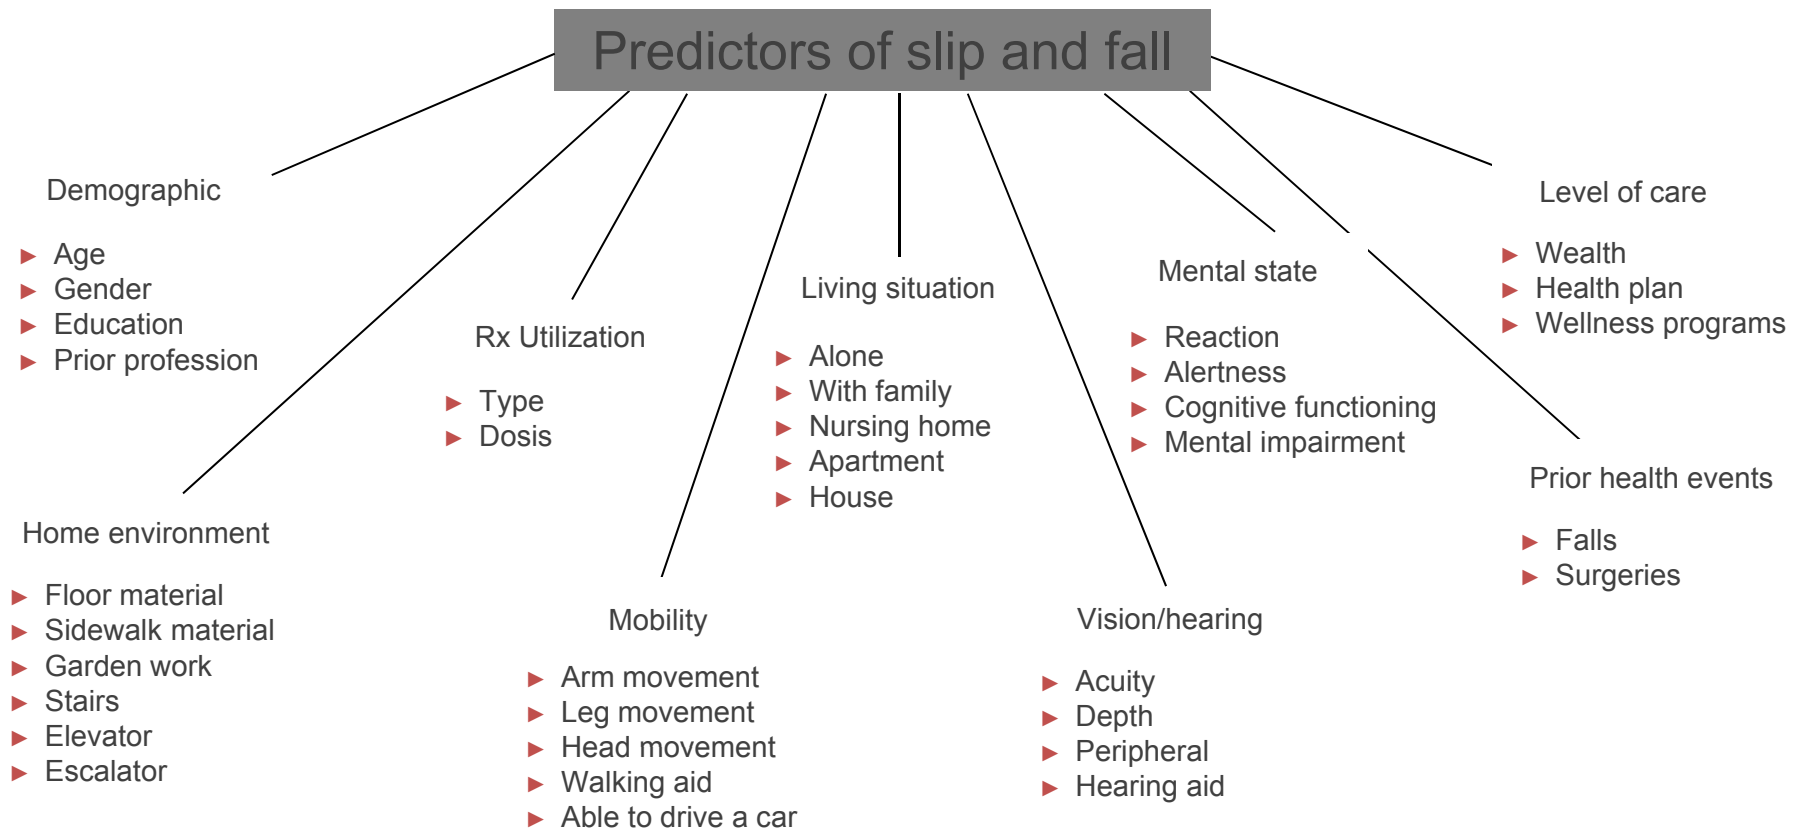 Predictors of slip and fall
Demographic
► Age
► Gender
► Education
► Prior profession
Home environment
► Floor material
► Sidewalk material
► Garden work
► Stairs
► Elevator
► Escalator
Rx Utilization
► Type
► Dosis
Mobility
► Arm movement
► Leg movement
► Head movement
► Walking aid
► Able to drive a car
Living situation
► Alone
► With family
► Nursing home
► Apartment
► House
Vision/hearing
► Acuity
► Depth
► Peripheral
► Hearing aid
Mental state
► Reaction
► Alertness
► Cognitive functioning
► Mental impairment
Prior health events
► Falls
► Surgeries
Level of care
► Wealth
► Health plan
► Wellness programs